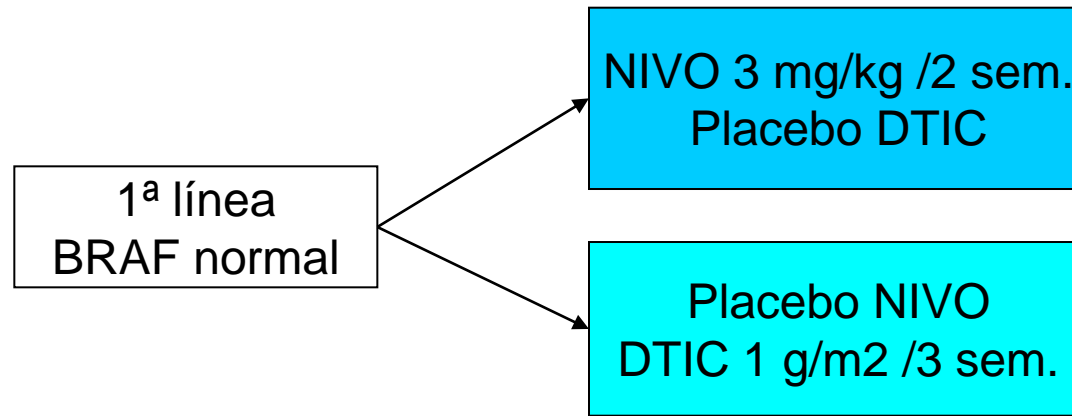 1ª línea
BRAF normal
NIVO 3 mg/kg /2 sem.
Placebo DTIC
Placebo NIVO
DTIC 1 g/m2 /3 sem.